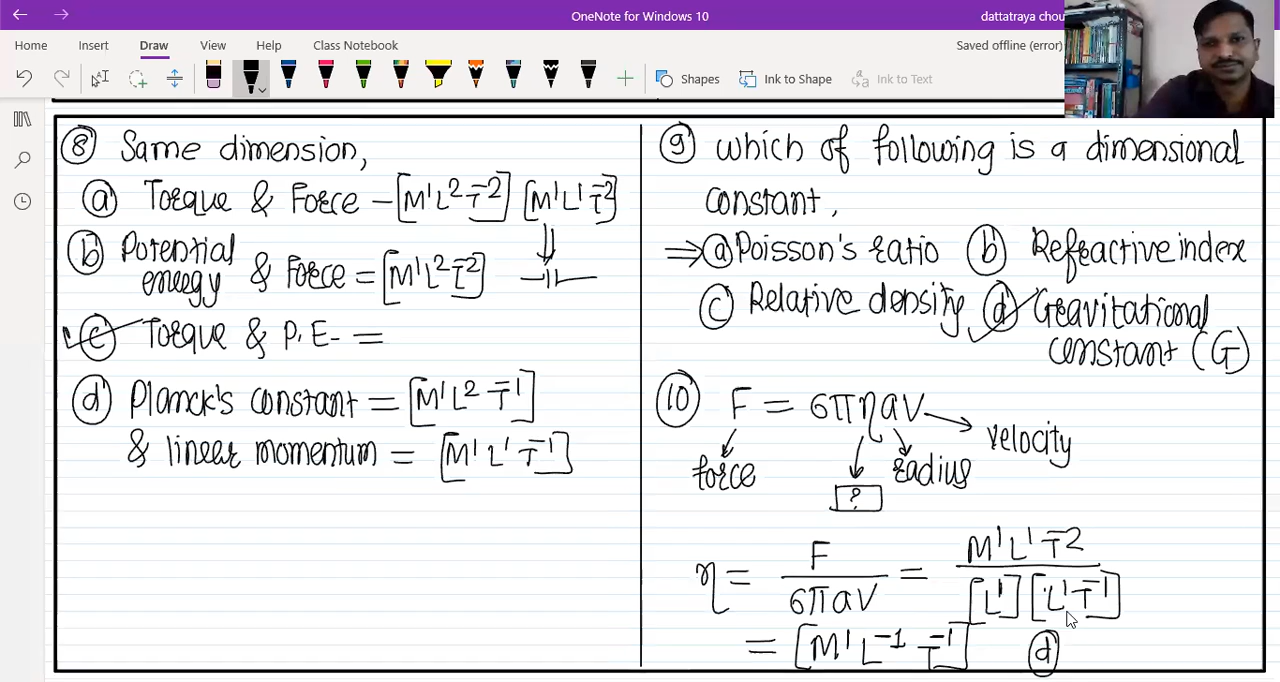 OneNote for Windows 10
dattatraya chou
Home Insert Draw View Help Class Notebook
Saved offline (error)
Shapes Ink to Shape Ink to Text
⑧ Same dimension,
ⓐ Torque & Force – [M¹L²T⁻²] [M¹L¹T⁻²]
ⓑ Potential energy & Force = [M¹L²T⁻²]
ⓒ Torque & P.E- =
ⓓ Planck's constant = [M¹L²T⁻¹]
& linear momentum = [M¹L¹T⁻¹]
⑨ which of following is a dimensional
constant,
⇒ ⓐ Poisson's ratio ⓑ Refractive index
ⓒ Relative density ⓓ Gravitational
constant (G)
⑩ F = 6πηav
velocity
force ? radius
η = F / 6πav = M¹L¹T⁻² / [L¹] [L¹T⁻¹]
= [M¹L⁻¹T⁻¹] ⓓ